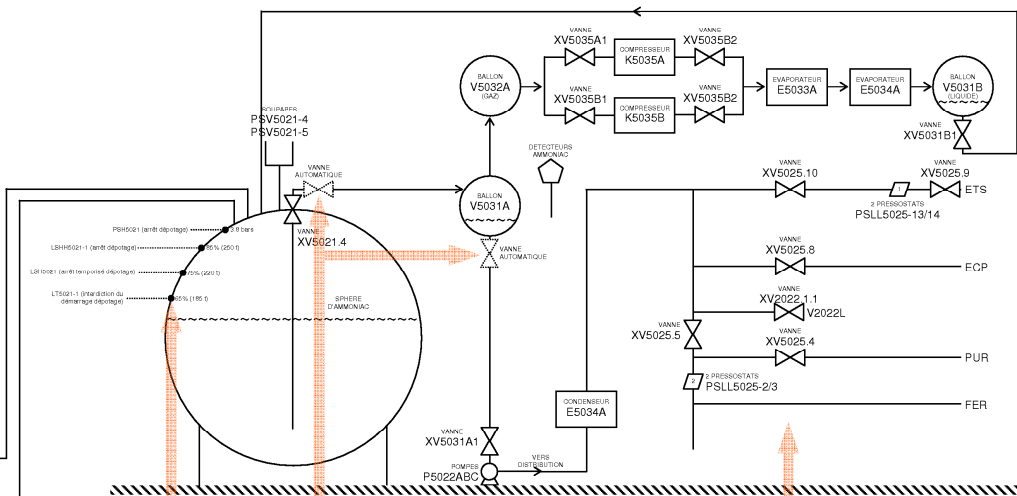 VANNE
XV5035A1
COMPRESSEUR
K5035A
VANNE
XV5035B2
BALLON
V5032A
(GAZ)
VANNE
XV5035B1
COMPRESSEUR
K5035B
VANNE
XV5035B2
EVAPORATEUR
E5033A
EVAPORATEUR
E5034A
BALLON
V5031B
(LIQUIDE)
VANNE
XV5031B1
SOUPAPES
PSV5021-4
PSV5021-5
VANNE
AUTOMATIQUE
DETECTEURS
AMMONIAC
BALLON
V5031A
VANNE
XV5025.10
1
VANNE
XV5025.9
ETS
2 PRESSOSTATS
PSLL5025-13/14
PSH5021 (arrêt dépotage)
3.8 bars
VANNE
XV5021.4
LSHH5021-1 (arrêt dépotage)
85% (250 t)
VANNE
AUTOMATIQUE
VANNE
XV5025.8
ECP
(arrêt temporisé dépotage)
75% (220 t)
LT5021-1 (interdiction du
démarrage dépotage)
65% (185 t)
SPHERE
D'AMMONIAC
VANNE
XV2022.1.1
V2022L
VANNE
XV5025.5
VANNE
XV5025.4
PUR
2
2 PRESSOSTATS
PSLL5025-2/3
FER
CONDENSEUR
E5034A
VANNE
XV5031A1
POMPES
P5022ABC
VERS
DISTRIBUTION